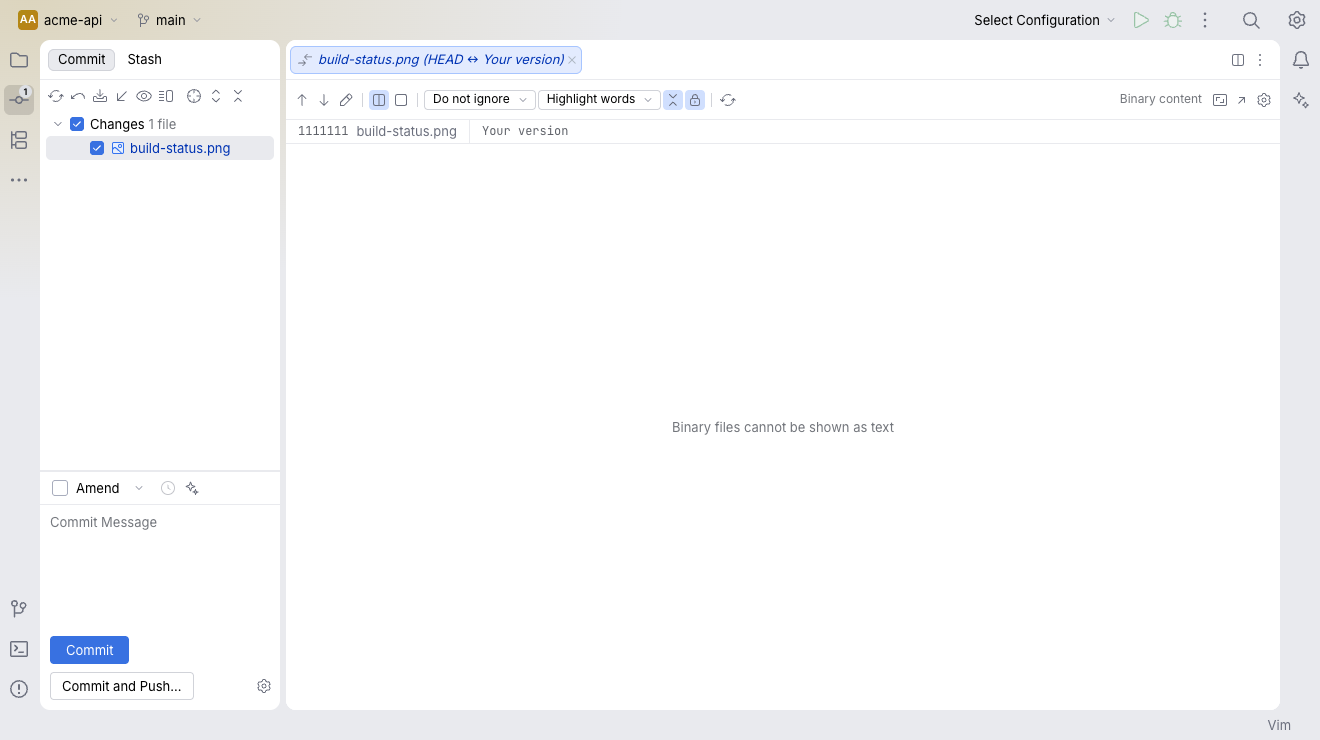 AA acme-api main Select Configuration
Commit Stash
build-status.png (HEAD ↔ Your version)
1
Do not ignore Highlight words Binary content
Changes 1 file
1111111 build-status.png Your version
build-status.png
Binary files cannot be shown as text
Amend
Commit Message
Commit
Commit and Push...
Vim